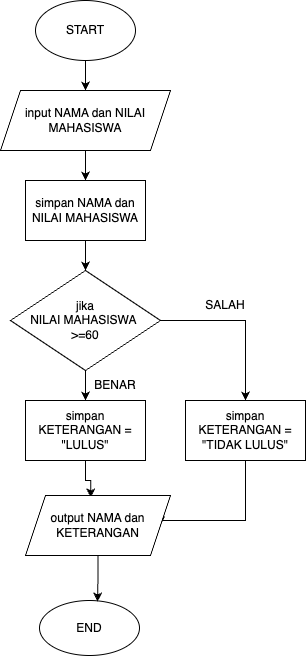 START
input NAMA dan NILAI
MAHASISWA
simpan NAMA dan
NILAI MAHASISWA
jika
NILAI MAHASISWA
>=60
SALAH
BENAR
simpan
KETERANGAN =
"LULUS"
simpan
KETERANGAN =
"TIDAK LULUS"
output NAMA dan
KETERANGAN
END